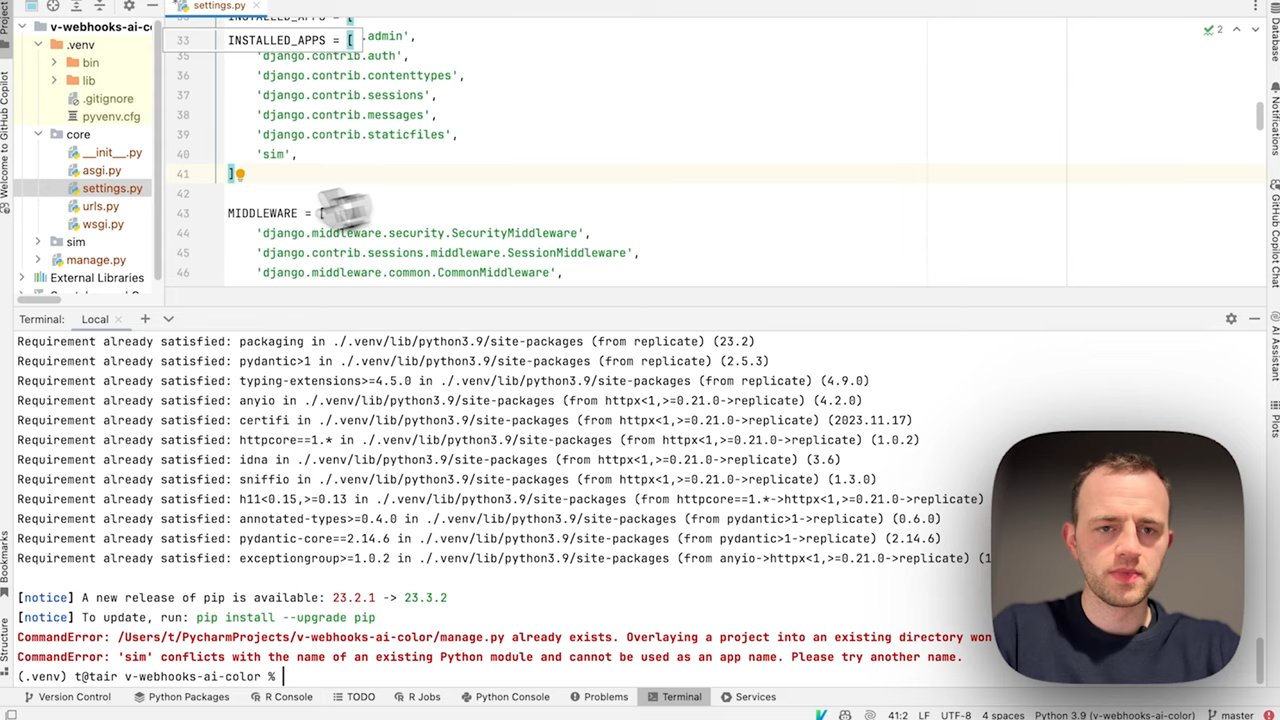 settings.py
Project
v-webhooks-ai-co
.venv
bin
lib
.gitignore
pyvenv.cfg
core
__init__.py
asgi.py
settings.py
urls.py
wsgi.py
sim
manage.py
External Libraries
33 INSTALLED_APPS = [
.admin',
35 'django.contrib.auth',
36 'django.contrib.contenttypes',
37 'django.contrib.sessions',
38 'django.contrib.messages',
39 'django.contrib.staticfiles',
40 'sim',
41 ]
42
43 MIDDLEWARE = [
44 'django.middleware.security.SecurityMiddleware',
45 'django.contrib.sessions.middleware.SessionMiddleware',
46 'django.middleware.common.CommonMiddleware',
2
Welcome to GitHub Copilot
Bookmarks
Structure
Database
Notifications
GitHub Copilot Chat
AI Assistant
Plots
Terminal: Local
Requirement already satisfied: packaging in ./.venv/lib/python3.9/site-packages (from replicate) (23.2)
Requirement already satisfied: pydantic>1 in ./.venv/lib/python3.9/site-packages (from replicate) (2.5.3)
Requirement already satisfied: typing-extensions>=4.5.0 in ./.venv/lib/python3.9/site-packages (from replicate) (4.9.0)
Requirement already satisfied: anyio in ./.venv/lib/python3.9/site-packages (from httpx<1,>=0.21.0->replicate) (4.2.0)
Requirement already satisfied: certifi in ./.venv/lib/python3.9/site-packages (from httpx<1,>=0.21.0->replicate) (2023.11.17)
Requirement already satisfied: httpcore==1.* in ./.venv/lib/python3.9/site-packages (from httpx<1,>=0.21.0->replicate) (1.0.2)
Requirement already satisfied: idna in ./.venv/lib/python3.9/site-packages (from httpx<1,>=0.21.0->replicate) (3.6)
Requirement already satisfied: sniffio in ./.venv/lib/python3.9/site-packages (from httpx<1,>=0.21.0->replicate) (1.3.0)
Requirement already satisfied: h11<0.15,>=0.13 in ./.venv/lib/python3.9/site-packages (from httpcore==1.*->httpx<1,>=0.21.0->replicate)
Requirement already satisfied: annotated-types>=0.4.0 in ./.venv/lib/python3.9/site-packages (from pydantic>1->replicate) (0.6.0)
Requirement already satisfied: pydantic-core==2.14.6 in ./.venv/lib/python3.9/site-packages (from pydantic>1->replicate) (2.14.6)
Requirement already satisfied: exceptiongroup>=1.0.2 in ./.venv/lib/python3.9/site-packages (from anyio->httpx<1,>=0.21.0->replicate) (1
[notice] A new release of pip is available: 23.2.1 -> 23.3.2
[notice] To update, run: pip install --upgrade pip
CommandError: /Users/t/PycharmProjects/v-webhooks-ai-color/manage.py already exists. Overlaying a project into an existing directory won
CommandError: 'sim' conflicts with the name of an existing Python module and cannot be used as an app name. Please try another name.
(.venv) t@tair v-webhooks-ai-color %
Version Control Python Packages R Console TODO R Jobs Python Console Problems Terminal Services
41:2 LF UTF-8 4 spaces Python 3.9 (v-webhooks-ai-color) master